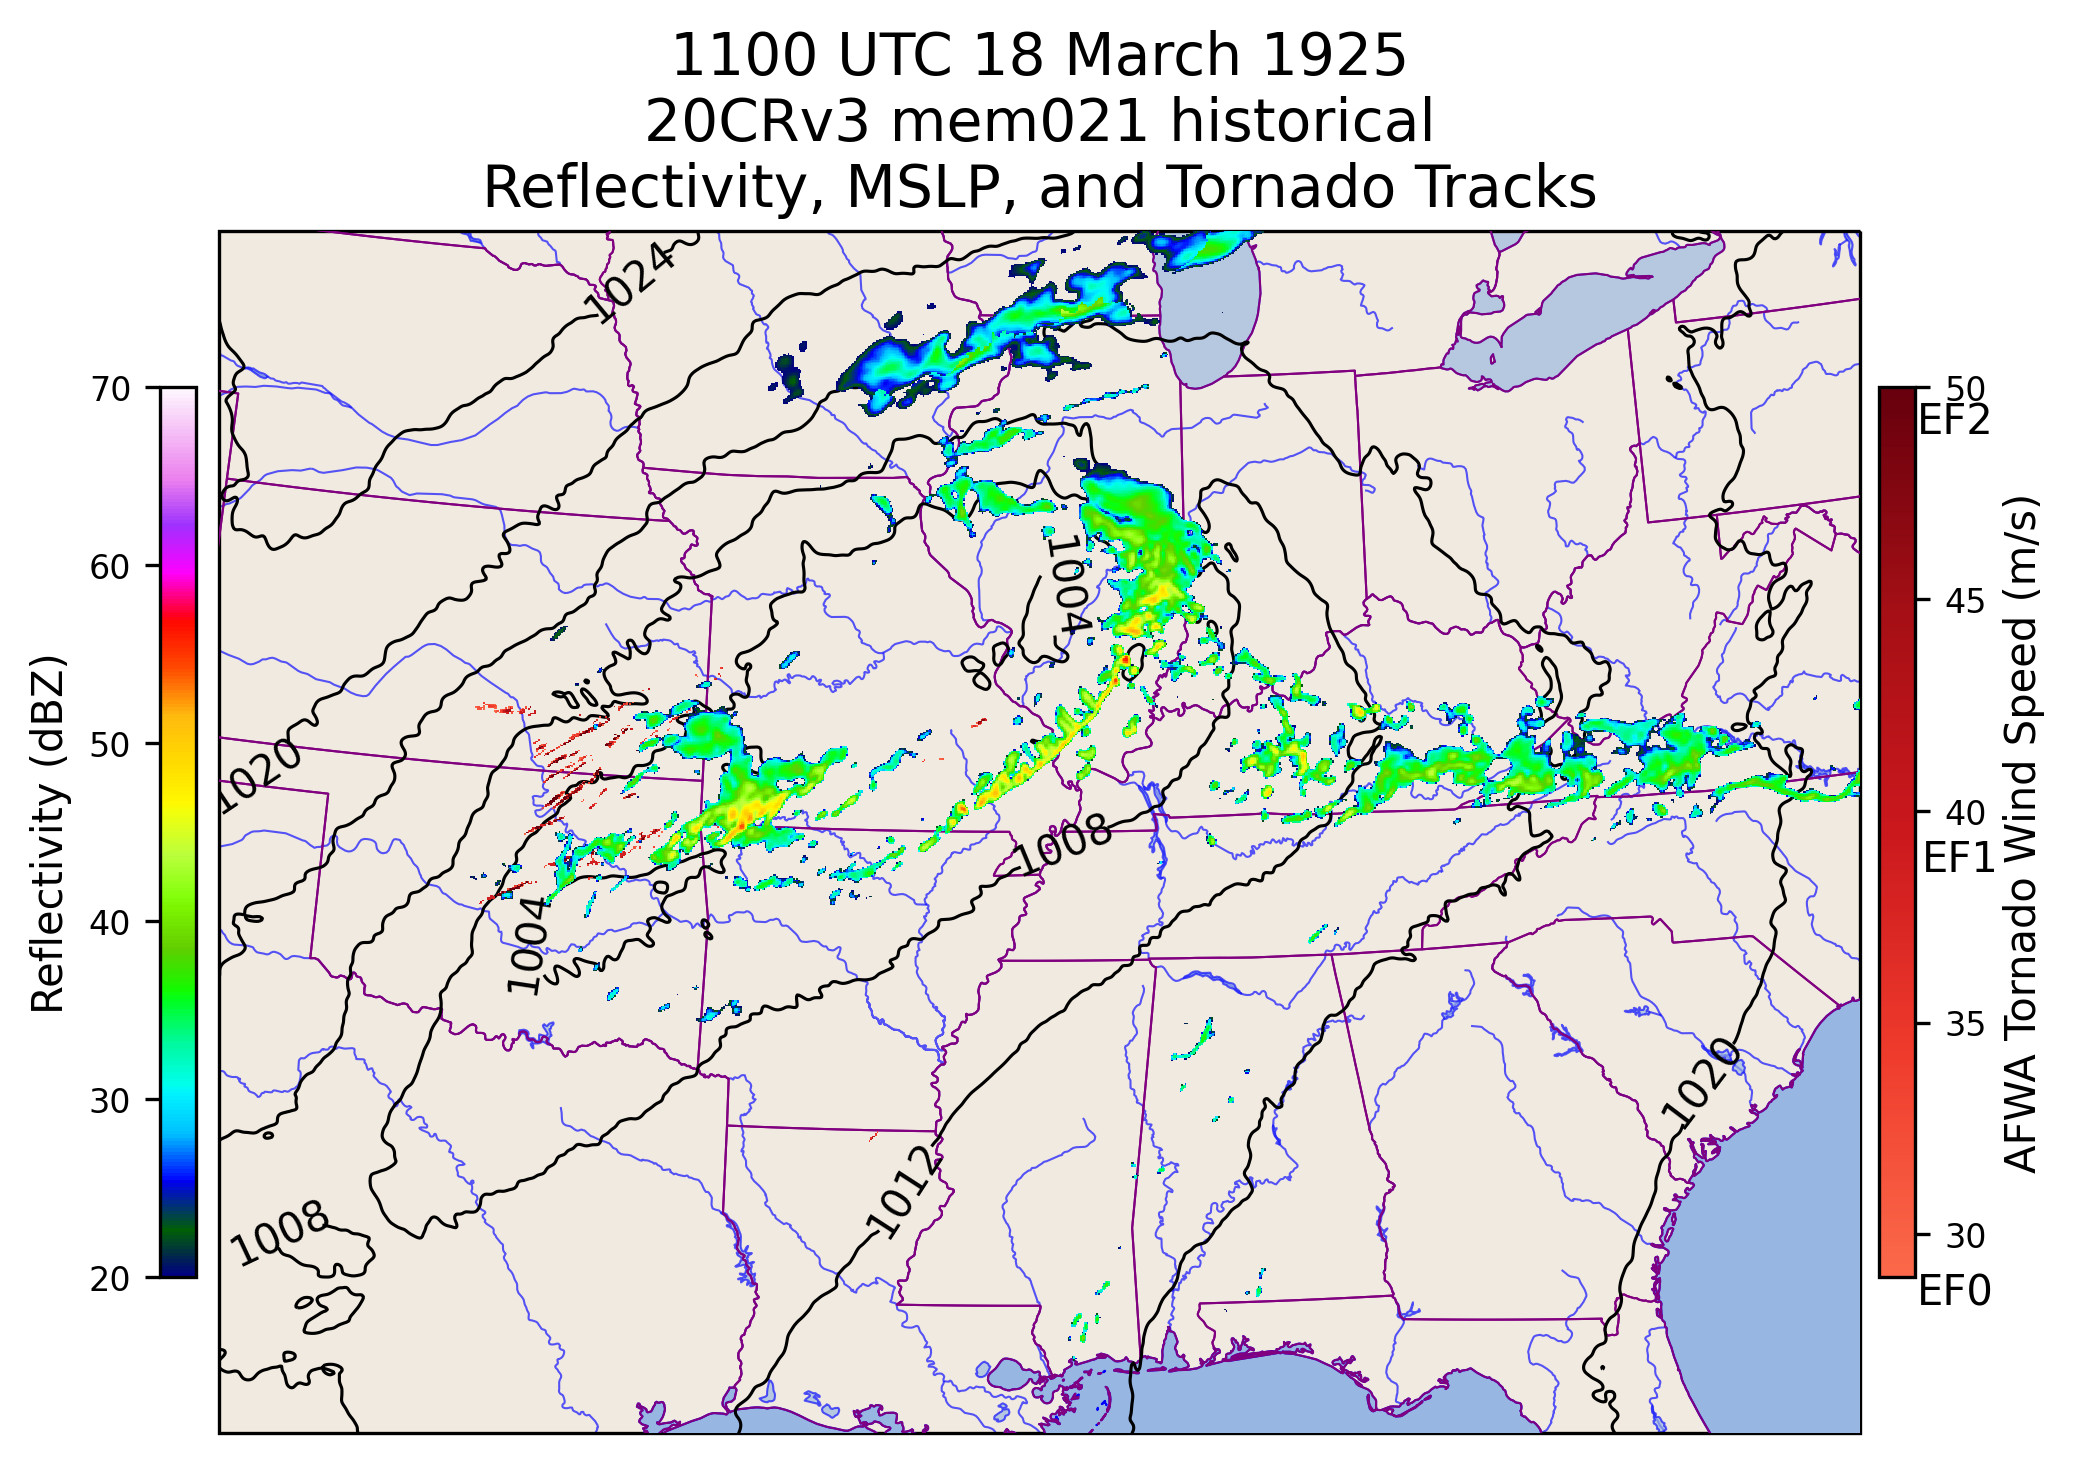 1100 UTC 18 March 1925
20CRv3 mem021 historical
Reflectivity, MSLP, and Tornado Tracks
1024
1020
1004
1004
1008
1008
1012
1020
70
60
50
40
30
20
Reflectivity (dBZ)
50
EF2
45
40
EF1
35
30
EF0
AFWA Tornado Wind Speed (m/s)